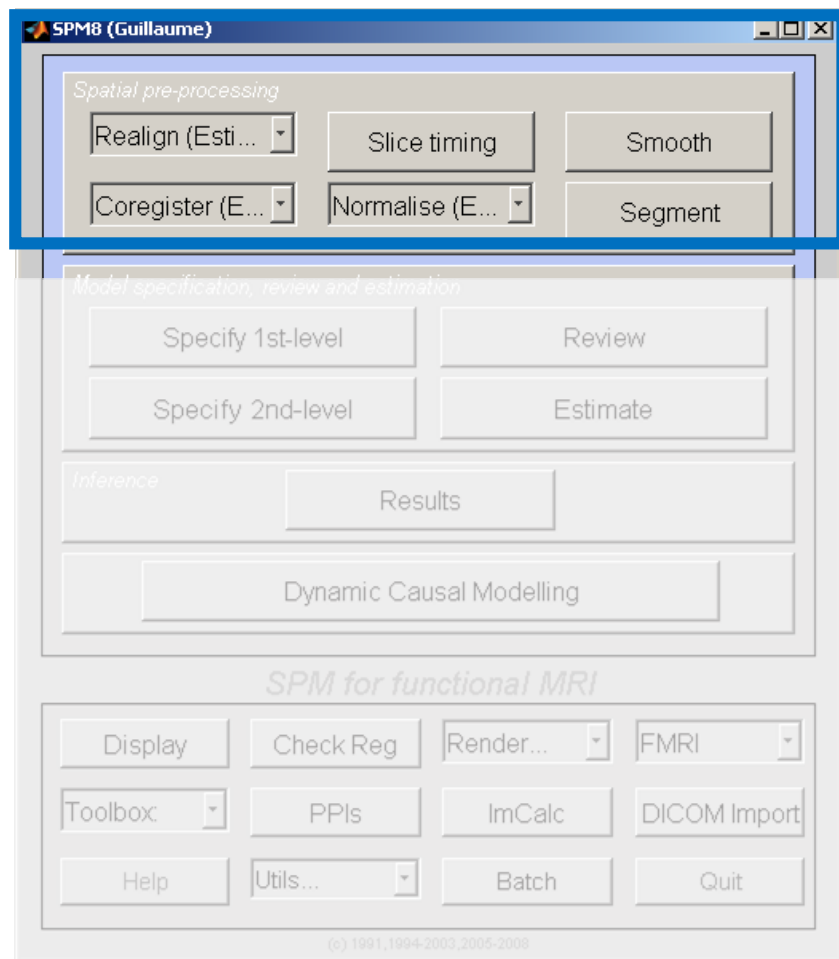 SPM8 (Guillaume)
Spatial pre-processing
Realign (Esti...
Slice timing
Smooth
Coregister (E...
Normalise (E...
Segment
Model specification, review and estimation
Specify 1st-level
Review
Specify 2nd-level
Estimate
Inference
Results
Dynamic Causal Modelling
SPM for functional MRI
Display
Check Reg
Render...
FMRI
Toolbox:
PPIs
ImCalc
DICOM Import
Help
Utils...
Batch
Quit
(c) 1991,1994-2003,2005-2008